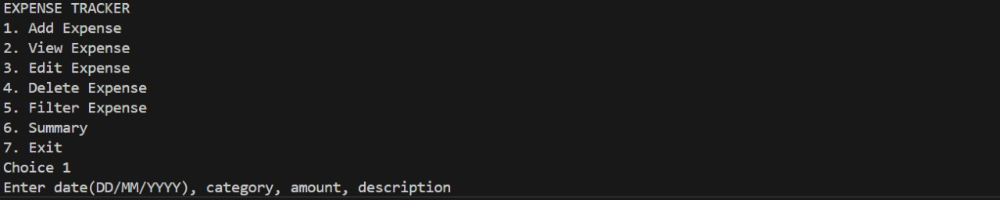 EXPENSE TRACKER
1. Add Expense
2. View Expense
3. Edit Expense
4. Delete Expense
5. Filter Expense
6. Summary
7. Exit
Choice 1
Enter date(DD/MM/YYYY), category, amount, description